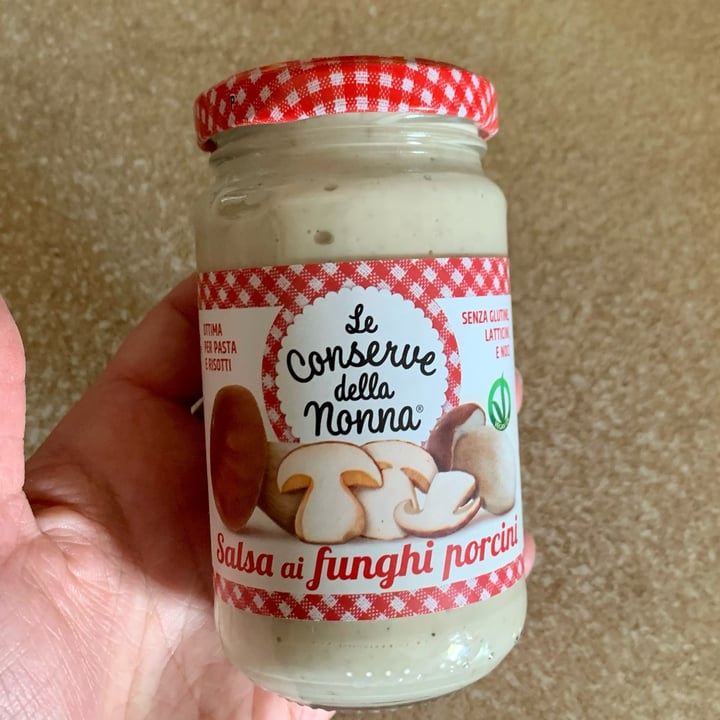 OTTIMA
PER PASTA
E RISOTTI
Le
Conserve
della
Nonna®
SENZA GLUTINE,
LATTICINI
E NOCI
Salsa ai funghi porcini